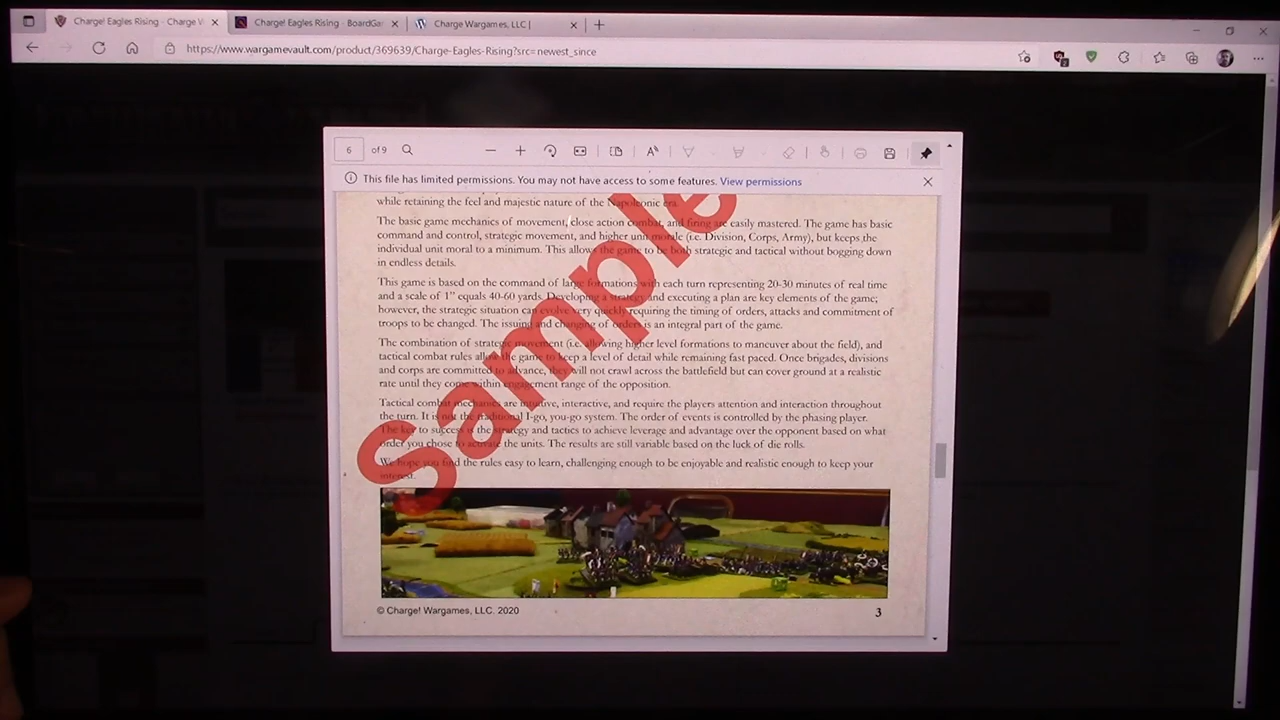 Charge! Eagles Rising - Charge W
Charge! Eagles Rising - BoardGa
Charge Wargames, LLC |
https://www.wargamevault.com/product/369639/Charge-Eagles-Rising?src=newest_since
6 of 9
This file has limited permissions. You may not have access to some features. View permissions
while retaining the feel and majestic nature of the Napoleonic era.
The basic game mechanics of movement, close action combat, and firing are easily mastered. The game has basic
command and control, strategic movement, and higher unit morale (i.e. Division, Corps, Army), but keeps the
individual unit moral to a minimum. This allows the game to be both strategic and tactical without bogging down
in endless details.
This game is based on the command of large formations with each turn representing 20-30 minutes of real time
and a scale of 1" equals 40-60 yards. Developing a strategy and executing a plan are key elements of the game;
however, the strategic situation can evolve very quickly requiring the timing of orders, attacks and commitment of
troops to be changed. The issuing and changing of orders is an integral part of the game.
The combination of strategic movement (i.e. allowing higher level formations to maneuver about the field), and
tactical combat rules allow the game to keep a level of detail while remaining fast paced. Once brigades, divisions
and corps are committed to advance, they will not crawl across the battlefield but can cover ground at a realistic
rate until they come within engagement range of the opposition.
Tactical combat mechanics are intuitive, interactive, and require the players attention and interaction throughout
the turn. It is not the traditional I-go, you-go system. The order of events is controlled by the phasing player.
The key to success is the strategy and tactics to achieve leverage and advantage over the opponent based on what
order you chose to activate the units. The results are still variable based on the luck of die rolls.
We hope you find the rules easy to learn, challenging enough to be enjoyable and realistic enough to keep your
interest.
Sample
© Charge! Wargames, LLC. 2020
3